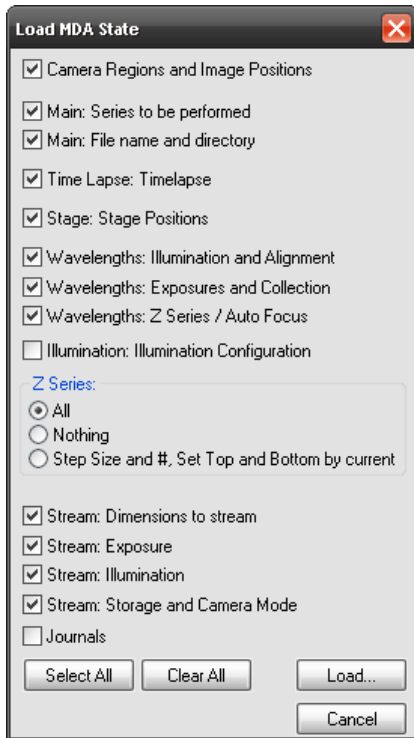 Load MDA State
Camera Regions and Image Positions
Main: Series to be performed
Main: File name and directory
Time Lapse: Timelapse
Stage: Stage Positions
Wavelengths: Illumination and Alignment
Wavelengths: Exposures and Collection
Wavelengths: Z Series / Auto Focus
Illumination: Illumination Configuration
Z Series:
All
Nothing
Step Size and #, Set Top and Bottom by current
Stream: Dimensions to stream
Stream: Exposure
Stream: Illumination
Stream: Storage and Camera Mode
Journals
Select All Clear All Load...
Cancel